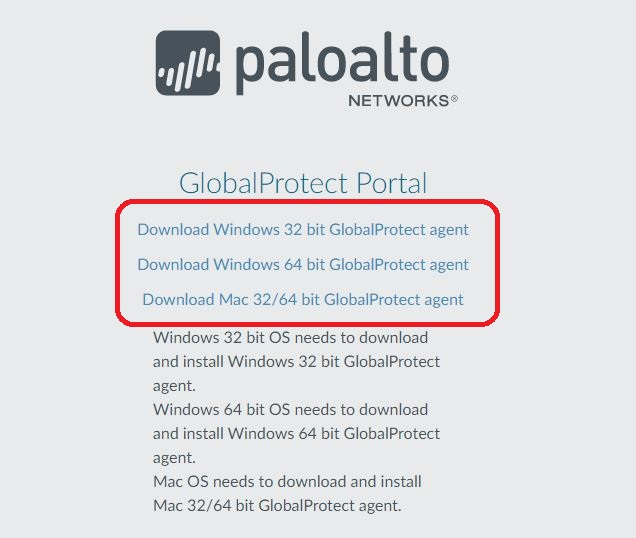 paloalto
NETWORKS®
GlobalProtect Portal
Download Windows 32 bit GlobalProtect agent
Download Windows 64 bit GlobalProtect agent
Download Mac 32/64 bit GlobalProtect agent
Windows 32 bit OS needs to download
and install Windows 32 bit GlobalProtect
agent.
Windows 64 bit OS needs to download
and install Windows 64 bit GlobalProtect
agent.
Mac OS needs to download and install
Mac 32/64 bit GlobalProtect agent.